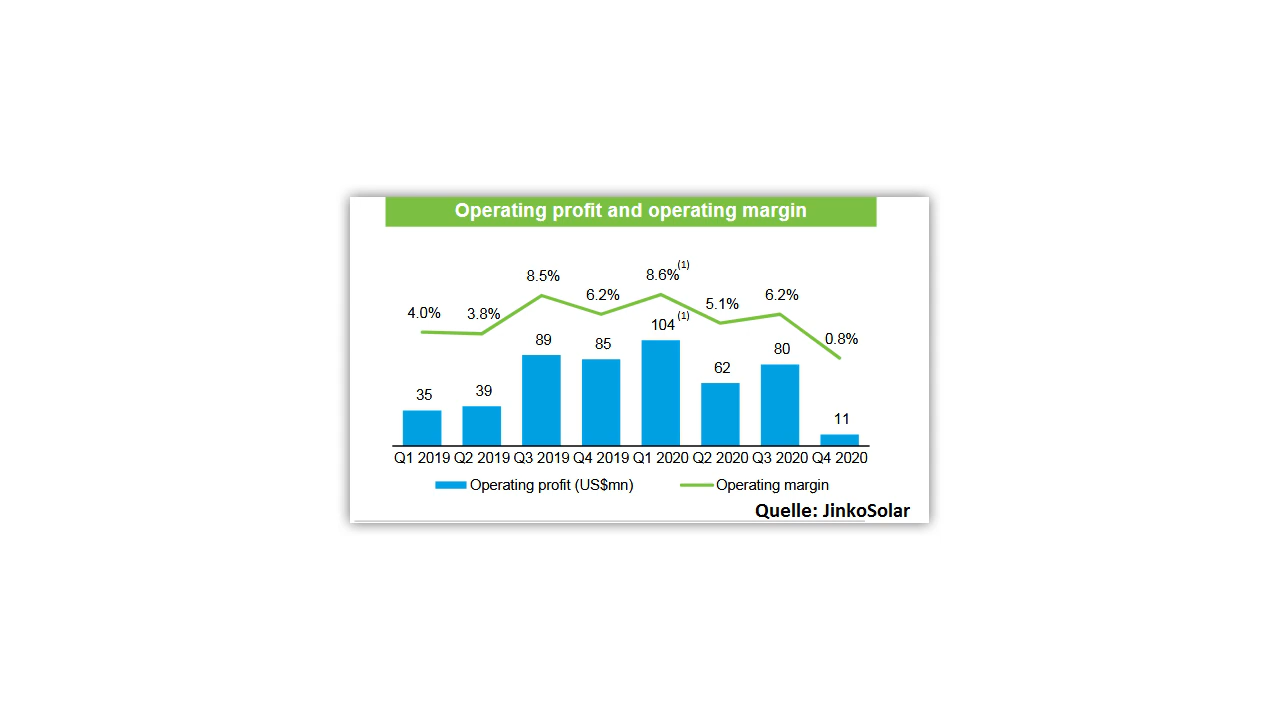 Operating profit and operating margin
4.0% 3.8% 8.5% 6.2% 8.6%(1) 5.1% 6.2% 0.8%
35 39 89 85 104(1) 62 80 11
Q1 2019 Q2 2019 Q3 2019 Q4 2019 Q1 2020 Q2 2020 Q3 2020 Q4 2020
Operating profit (US$mn) Operating margin
Quelle: JinkoSolar